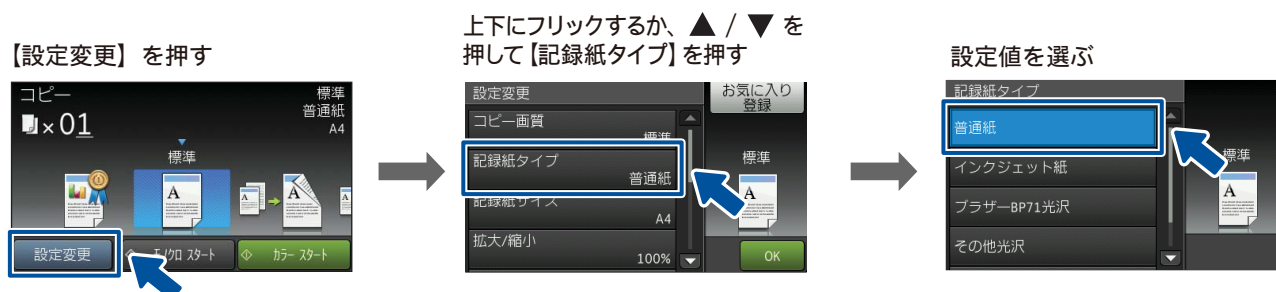 【設定変更】を押す
コピー
×01
標準
普通紙
A4
標準
設定変更
モノクロ スタート
カラー スタート
上下にフリックするか、▲ / ▼ を
押して【記録紙タイプ】を押す
設定変更
お気に入り
登録
コピー画質
標準
記録紙タイプ
普通紙
記録紙サイズ
A4
拡大/縮小
100%
標準
OK
設定値を選ぶ
記録紙タイプ
普通紙
インクジェット紙
ブラザーBP71光沢
その他光沢
標準